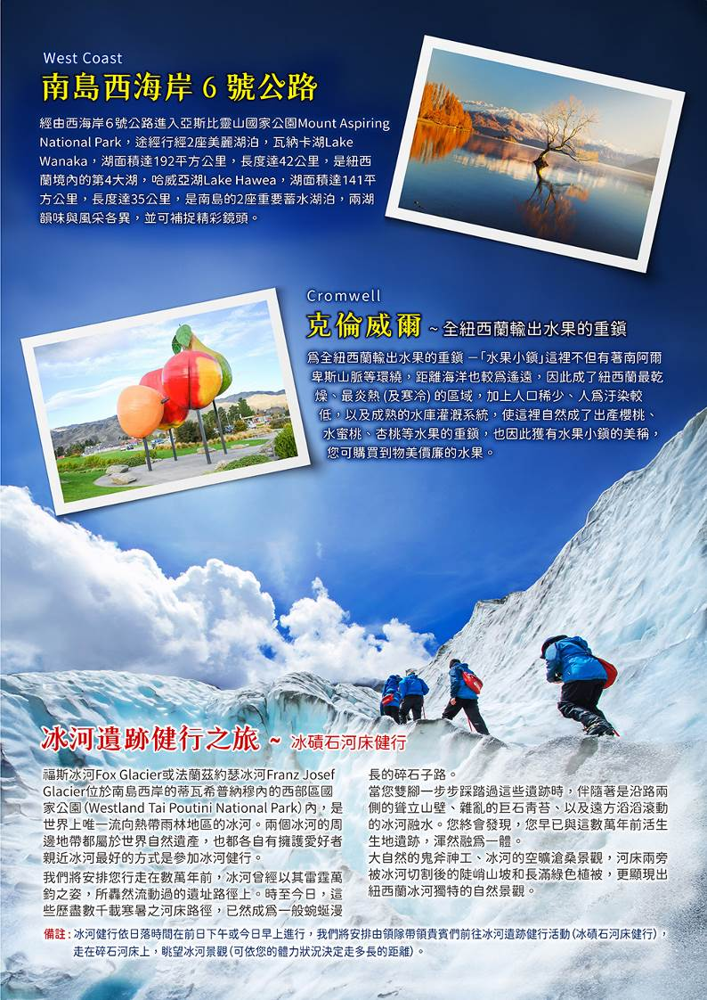 West Coast
南島西海岸 6 號公路
經由西海岸6號公路進入亞斯比靈山國家公園Mount Aspiring
National Park，途經行經2座美麗湖泊，瓦納卡湖Lake
Wanaka，湖面積達192平方公里，長度達42公里，是紐西
蘭境內的第4大湖，哈威亞湖Lake Hawea，湖面積達141平
方公里，長度達35公里，是南島的2座重要蓄水湖泊，兩湖
韻味與風采各異，並可補捉精彩鏡頭。
Cromwell
克倫威爾 ~ 全紐西蘭輸出水果的重鎮
為全紐西蘭輸出水果的重鎮 —「水果小鎮」這裡不但有著南阿爾
卑斯山脈等環繞，距離海洋也較為遙遠，因此成了紐西蘭最乾
燥、最炎熱 (及寒冷) 的區域，加上人口稀少、人為汙染較
低，以及成熟的水庫灌溉系統，使這裡自然成了出產櫻桃、
水蜜桃、杏桃等水果的重鎮，也因此獲有水果小鎮的美稱，
您可購買到物美價廉的水果。
冰河遺跡健行之旅 ~ 冰磧石河床健行
福斯冰河Fox Glacier或法蘭茲約瑟冰河Franz Josef
Glacier位於南島西岸的蒂瓦希普納穆內的西部區國
家公園 (Westland Tai Poutini National Park) 內，是
世界上唯一流向熱帶雨林地區的冰河。兩個冰河的周
邊地帶都屬於世界自然遺產，也都各自有擁護愛好者
親近冰河最好的方式是參加冰河健行。
我們將安排您行走在數萬年前，冰河曾經以其雷霆萬
鈞之姿，所轟然流動過的遺址路徑上。時至今日，這
些歷盡數千載寒暑之河床路徑，已然成為一般蜿蜒漫
長的碎石子路。
當您雙腳一步步踩踏過這些遺跡時，伴隨著是沿路兩
側的聳立山壁、雜亂的巨石青苔、以及遠方滔滔滾動
的冰河融水。您終會發現，您早已與這數萬年前活生
生地遺跡，渾然融為一體。
大自然的鬼斧神工、冰河的空曠滄桑景觀，河床兩旁
被冰河切割後的陡峭山坡和長滿綠色植被，更顯現出
紐西蘭冰河獨特的自然景觀。
備註：冰河健行依日落時間在前日下午或今日早上進行，我們將安排由領隊帶領貴賓們前往冰河遺跡健行活動 (冰磧石河床健行)，
走在碎石河床上，眺望冰河景觀 (可依您的體力狀況決定走多長的距離)。